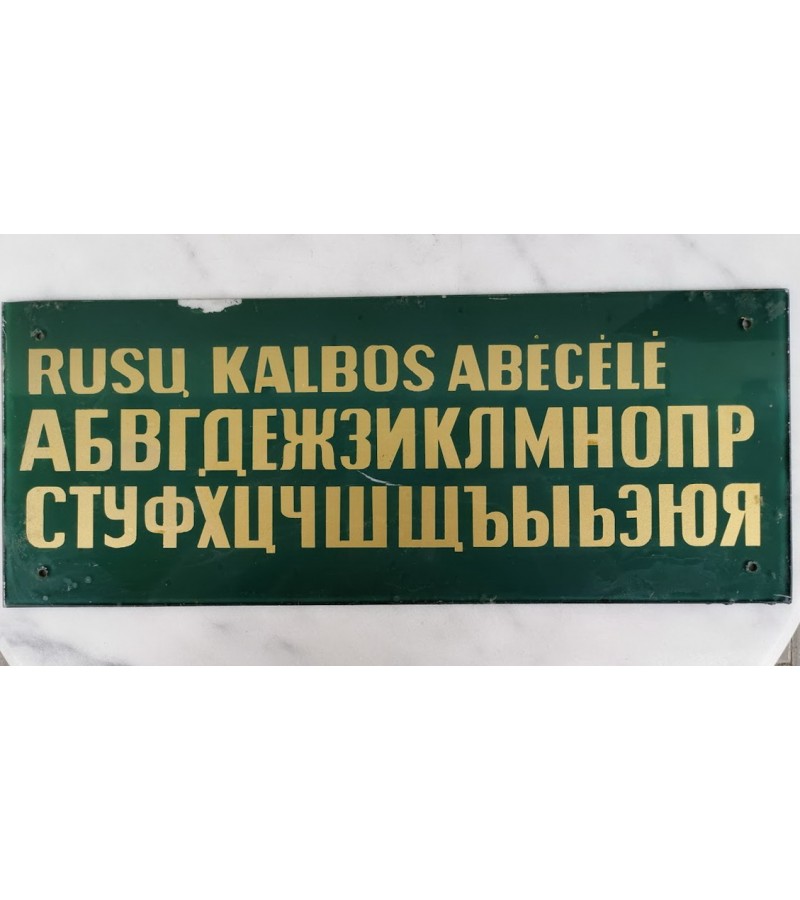 RUSŲ KALBOS ABĖCĖLĖ
АБВГДЕЖЗИКЛМНОПР
СТУФХЦЧШЩЪЫЬЭЮЯ